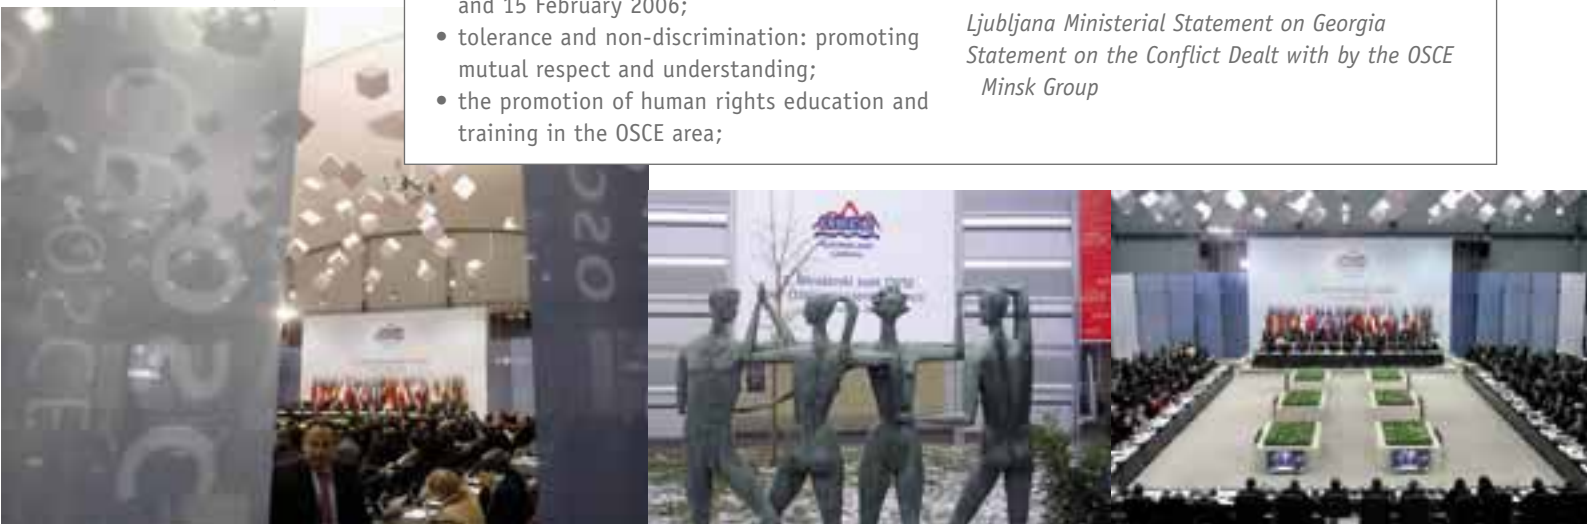 and 15 February 2006;
• tolerance and non-discrimination: promoting
mutual respect and understanding;
• the promotion of human rights education and
training in the OSCE area;
Ljubljana Ministerial Statement on Georgia
Statement on the Conflict Dealt with by the OSCE
Minsk Group
OSCE